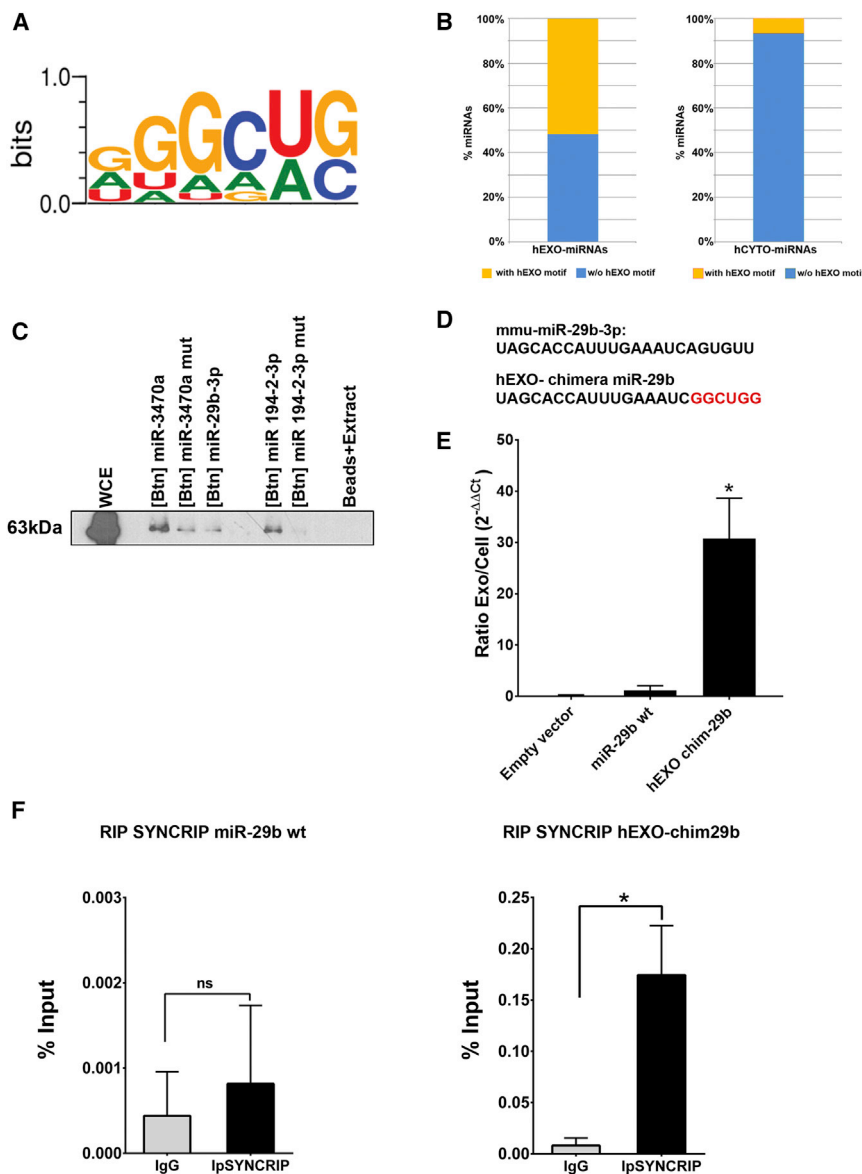 A
bits
1.0
0.0
GGGCUG
AUAAAC
UAUG
B
% miRNAs
100%
80%
60%
40%
20%
0%
hEXO-miRNAs
with hEXO motif w/o hEXO motif
% miRNAs
100%
80%
60%
40%
20%
0%
hCYTO-miRNAs
with hEXO motif w/o hEXO motif
C
WCE
[Btn] miR-3470a
[Btn] miR-3470a mut
[Btn] miR-29b-3p
[Btn] miR 194-2-3p
[Btn] miR 194-2-3p mut
Beads+Extract
63kDa
D
mmu-miR-29b-3p:
UAGCACCAUUUGAAAUCAGUGUU
hEXO- chimera miR-29b
UAGCACCAUUUGAAAUCGGCUGG
E
Ratio Exo/Cell (2-ΔΔCt)
50
40
30
20
10
0
*
Empty vector
miR-29b wt
hEXO chim-29b
F
RIP SYNCRIP miR-29b wt
% Input
0.003
0.002
0.001
0.000
ns
IgG IpSYNCRIP
RIP SYNCRIP hEXO-chim29b
% Input
0.25
0.20
0.15
0.10
0.05
0.00
*
IgG IpSYNCRIP